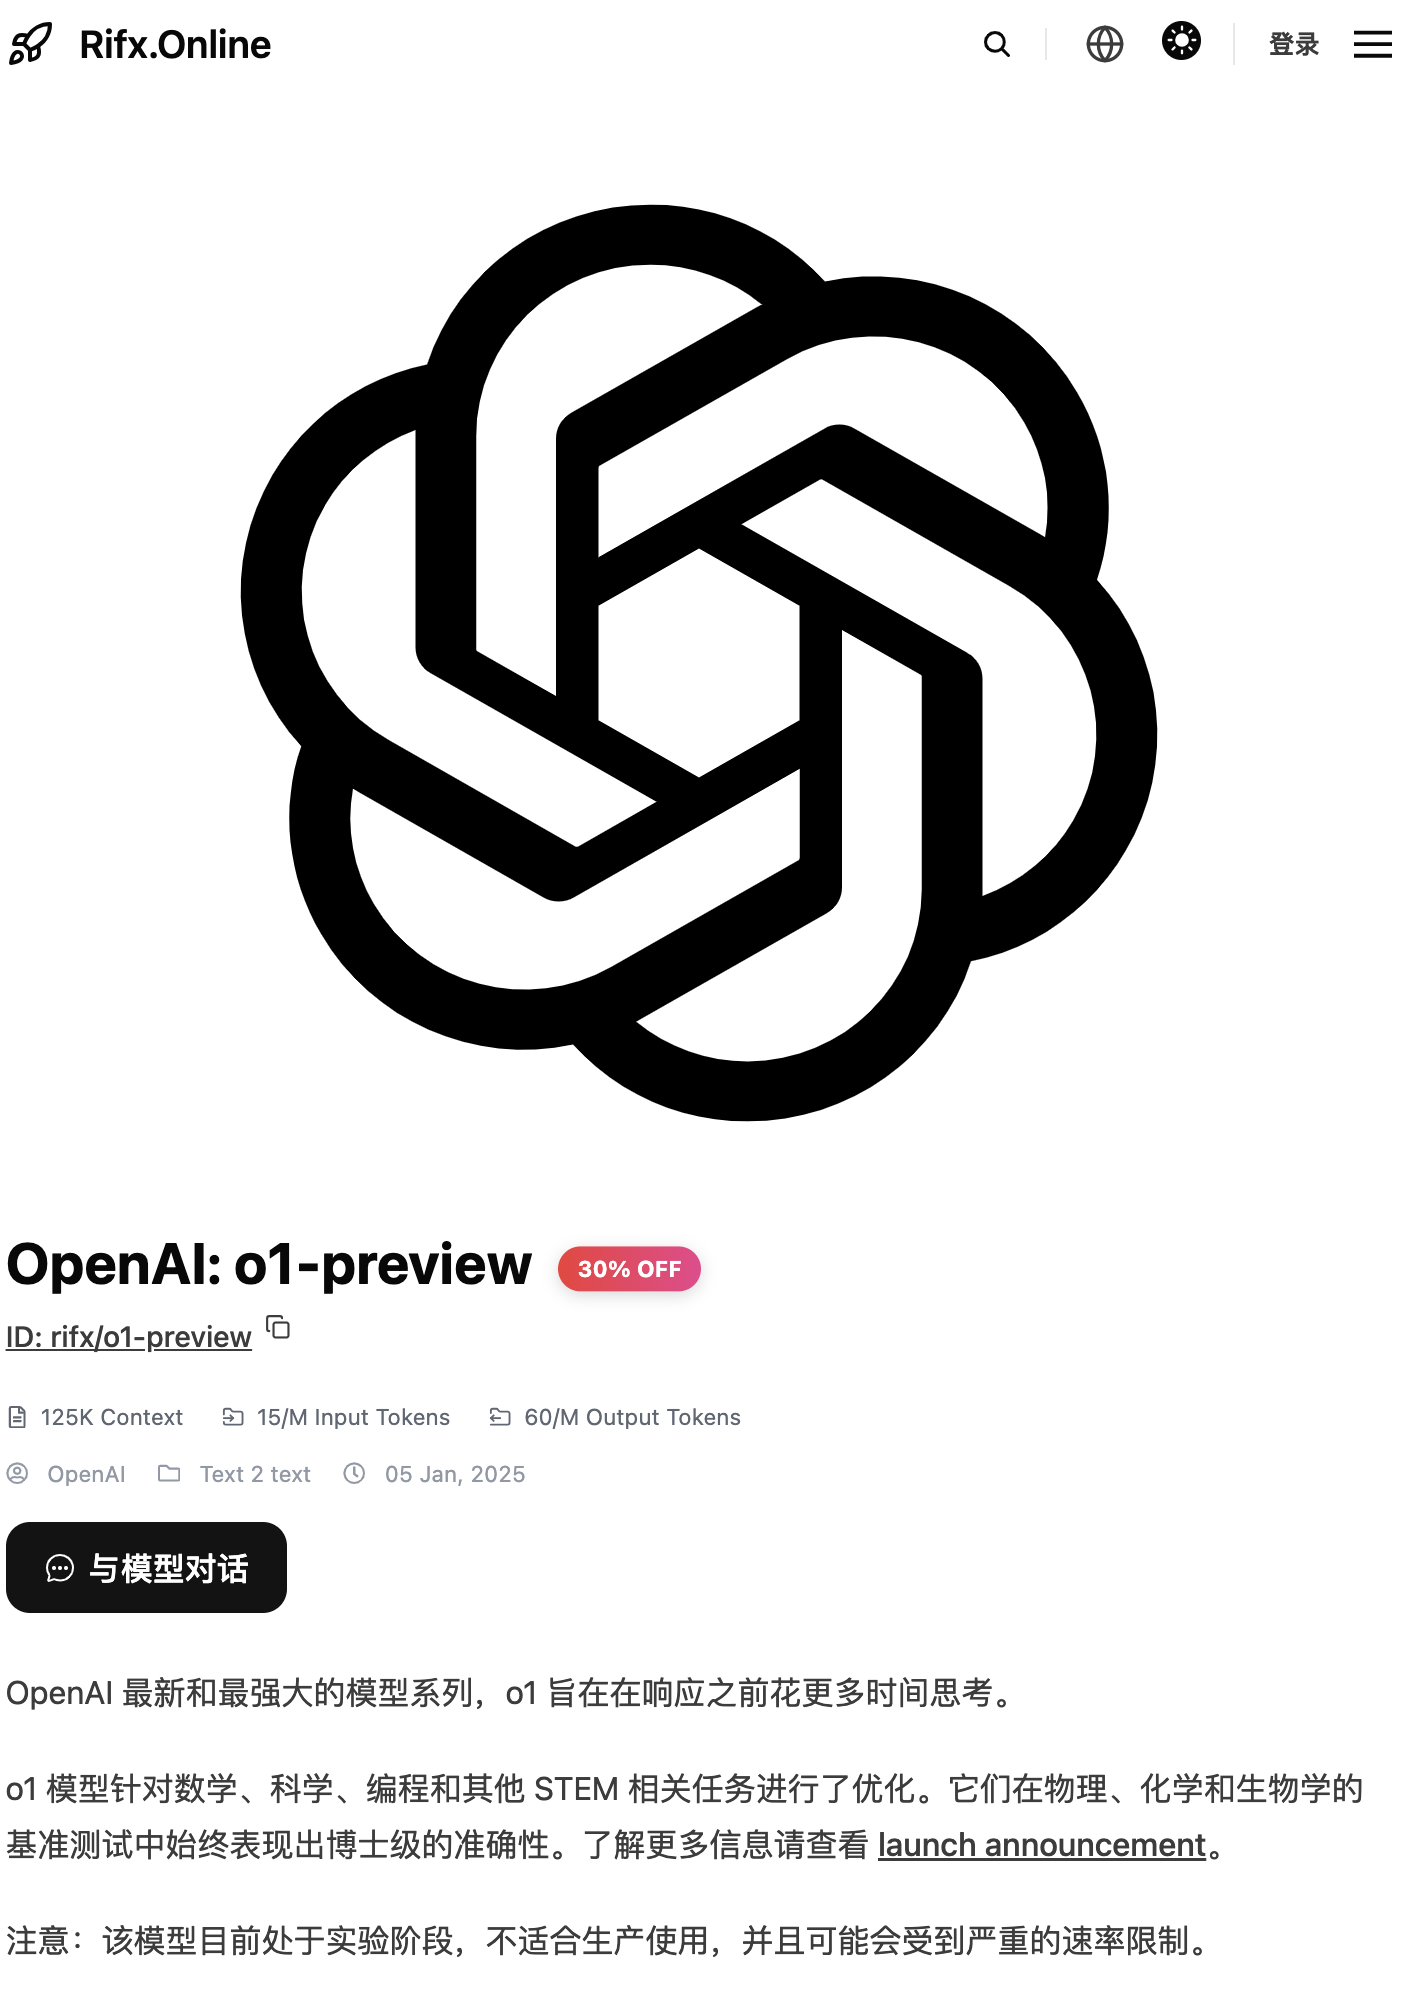 Rifx.Online
登录
OpenAI: o1-preview 30% OFF
ID: rifx/o1-preview
125K Context 15/M Input Tokens 60/M Output Tokens
OpenAI Text 2 text 05 Jan, 2025
与模型对话
OpenAI 最新和最强大的模型系列，o1 旨在在响应之前花更多时间思考。
o1 模型针对数学、科学、编程和其他 STEM 相关任务进行了优化。它们在物理、化学和生物学的
基准测试中始终表现出博士级的准确性。了解更多信息请查看 launch announcement。
注意：该模型目前处于实验阶段，不适合生产使用，并且可能会受到严重的速率限制。